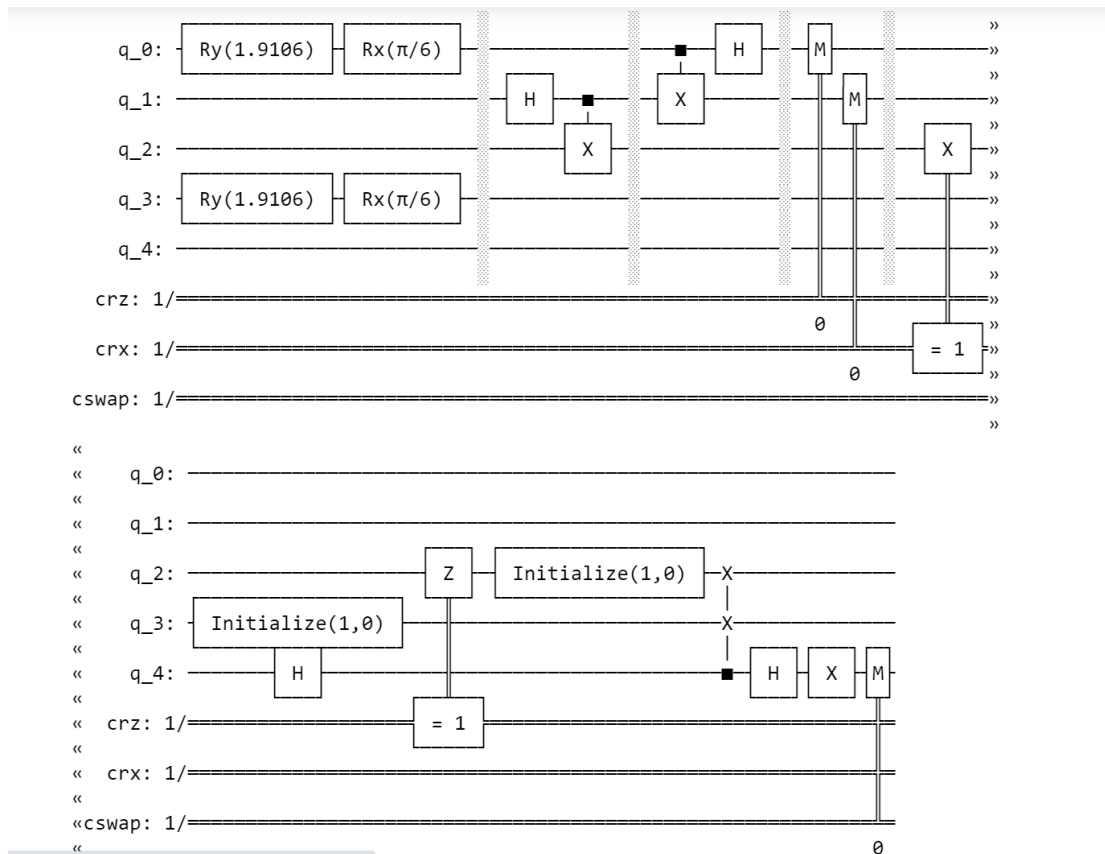 »
q_0: Ry(1.9106) Rx(π/6) ■ H M »
»
q_1: H ■ X M »
»
q_2: X X »
»
q_3: Ry(1.9106) Rx(π/6) »
»
q_4: »
»
crz: 1/ »
0 »
crx: 1/ = 1 »
0 »
cswap: 1/ »
»
«
« q_0:
«
« q_1:
«
« q_2: Z Initialize(1,0) X
«
« q_3: Initialize(1,0) X
«
« q_4: H ■ H X M
«
« crz: 1/ = 1
«
« crx: 1/
«
«cswap: 1/
« 0